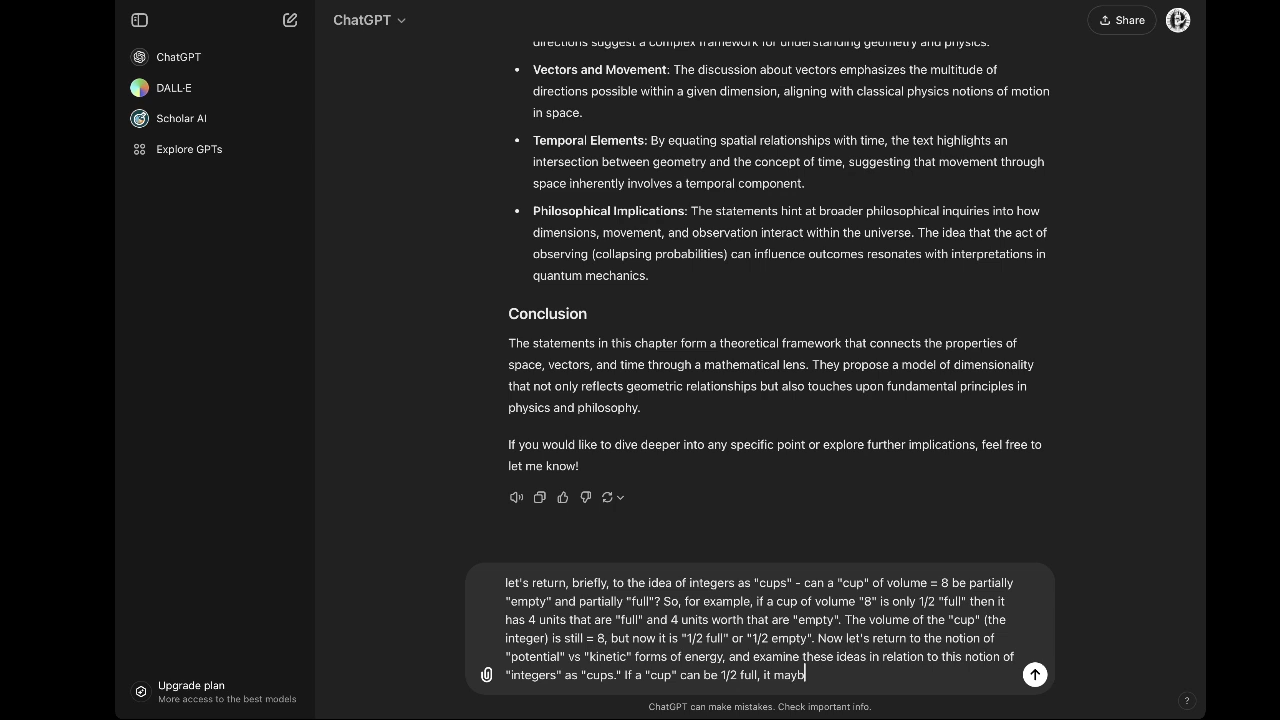 ChatGPT
Share
ChatGPT
DALL·E
Scholar AI
Explore GPTs
directions suggest a complex framework for understanding geometry and physics.
• Vectors and Movement: The discussion about vectors emphasizes the multitude of
directions possible within a given dimension, aligning with classical physics notions of motion
in space.
• Temporal Elements: By equating spatial relationships with time, the text highlights an
intersection between geometry and the concept of time, suggesting that movement through
space inherently involves a temporal component.
• Philosophical Implications: The statements hint at broader philosophical inquiries into how
dimensions, movement, and observation interact within the universe. The idea that the act of
observing (collapsing probabilities) can influence outcomes resonates with interpretations in
quantum mechanics.
Conclusion
The statements in this chapter form a theoretical framework that connects the properties of
space, vectors, and time through a mathematical lens. They propose a model of dimensionality
that not only reflects geometric relationships but also touches upon fundamental principles in
physics and philosophy.
If you would like to dive deeper into any specific point or explore further implications, feel free to
let me know!
let's return, briefly, to the idea of integers as "cups" - can a "cup" of volume = 8 be partially
"empty" and partially "full"? So, for example, if a cup of volume "8" is only 1/2 "full" then it
has 4 units that are "full" and 4 units worth that are "empty". The volume of the "cup" (the
integer) is still = 8, but now it is "1/2 full" or "1/2 empty". Now let's return to the notion of
"potential" vs "kinetic" forms of energy, and examine these ideas in relation to this notion of
"integers" as "cups." If a "cup" can be 1/2 full, it mayb
Upgrade plan
More access to the best models
ChatGPT can make mistakes. Check important info.
?